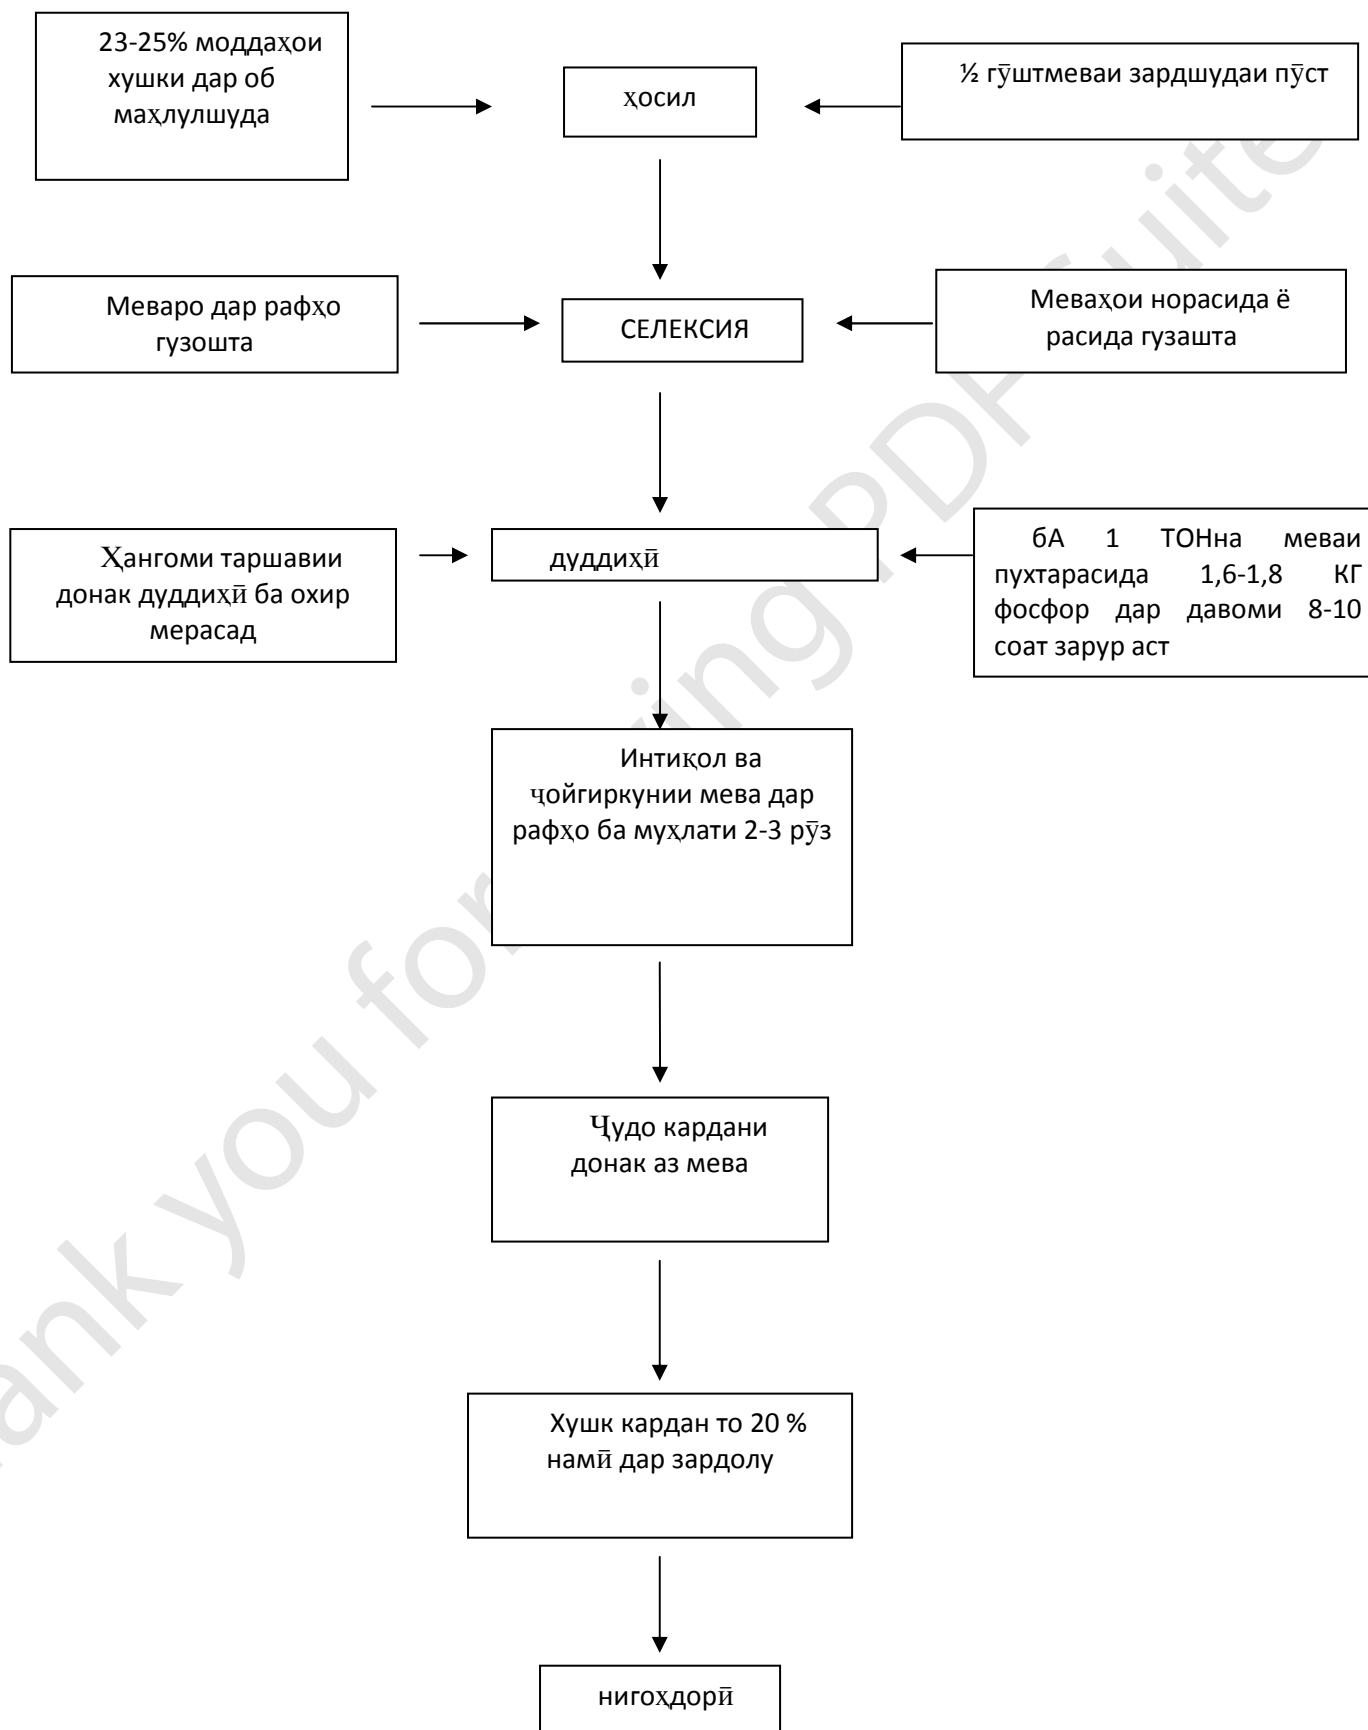 23-25% моддаҳои
хушки дар об
маҳлулшуда
ҳосил
½ гӯштмеваи зардшудаи пӯст
Меваро дар рафҳо
гузошта
СЕЛЕКСИЯ
Меваҳои норасида ё
расида гузашта
Ҳангоми таршавии
донак дуддиҳӣ ба охир
мерасад
дуддиҳӣ
бА 1 ТОНна меваи
пухтарасида 1,6-1,8 КГ
фосфор дар давоми 8-10
соат зарур аст
Интиқол ва
ҷойгиркунии мева дар
рафҳо ба муҳлати 2-3 рӯз
Ҷудо кардани
донак аз мева
Хушк кардан то 20 %
намӣ дар зардолу
нигоҳдорӣ